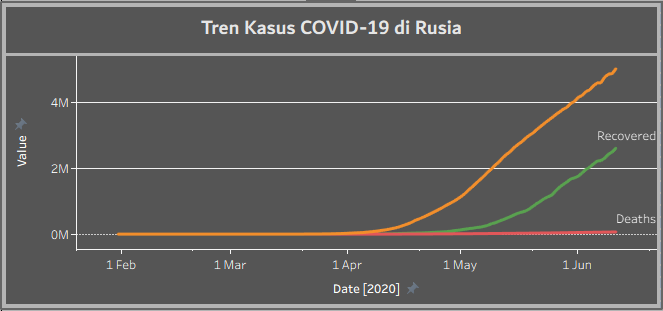 Tren Kasus COVID-19 di Rusia
4M
Recovered
Value
2M
Deaths
0M
1 Feb 1 Mar 1 Apr 1 May 1 Jun
Date [2020]